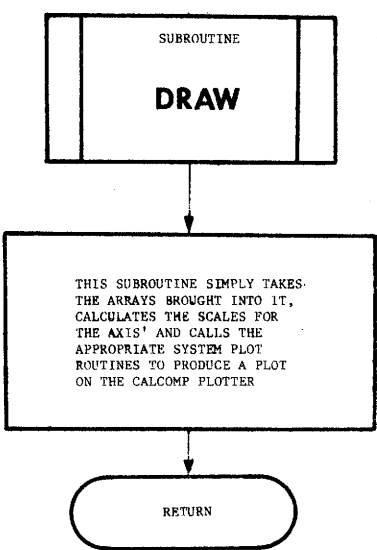 SUBROUTINE
DRAW
THIS SUBROUTINE SIMPLY TAKES
THE ARRAYS BROUGHT INTO IT,
CALCULATES THE SCALES FOR
THE AXIS' AND CALLS THE
APPROPRIATE SYSTEM PLOT
ROUTINES TO PRODUCE A PLOT
ON THE CALCOMP PLOTTER
RETURN